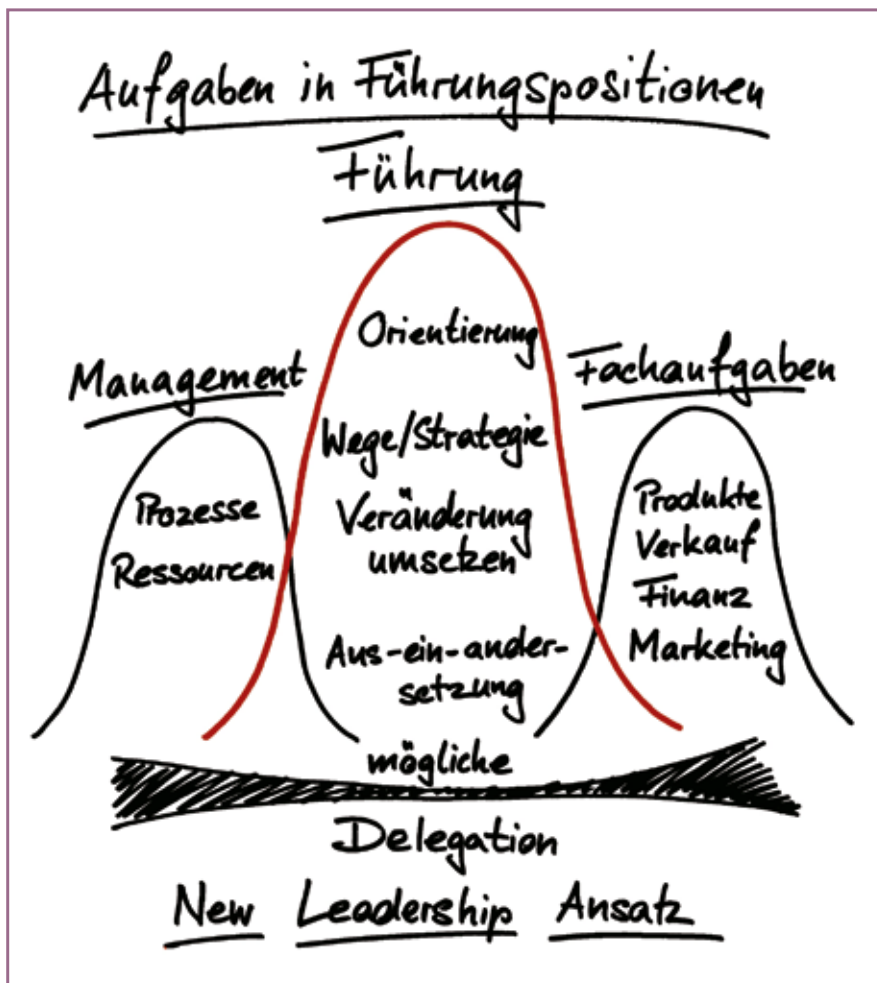 Aufgaben in Führungspositionen
Führung
Orientierung
Wege/Strategie
Veränderung
umsetzen
Aus-ein-ander-
setzung
Management
Prozesse
Ressourcen
Fachaufgaben
Produkte
Verkauf
Finanz
Marketing
mögliche
Delegation
New Leadership Ansatz